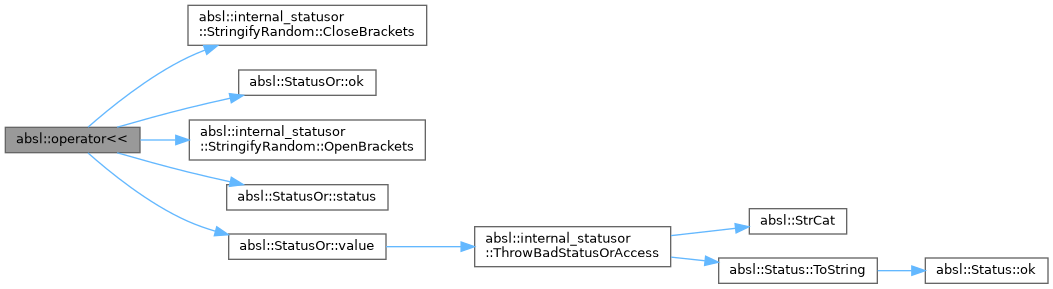 absl::internal_statusor
::StringifyRandom::CloseBrackets
absl::StatusOr::ok
absl::operator<<
absl::internal_statusor
::StringifyRandom::OpenBrackets
absl::StatusOr::status
absl::StatusOr::value
absl::internal_statusor
::ThrowBadStatusOrAccess
absl::StrCat
absl::Status::ToString
absl::Status::ok